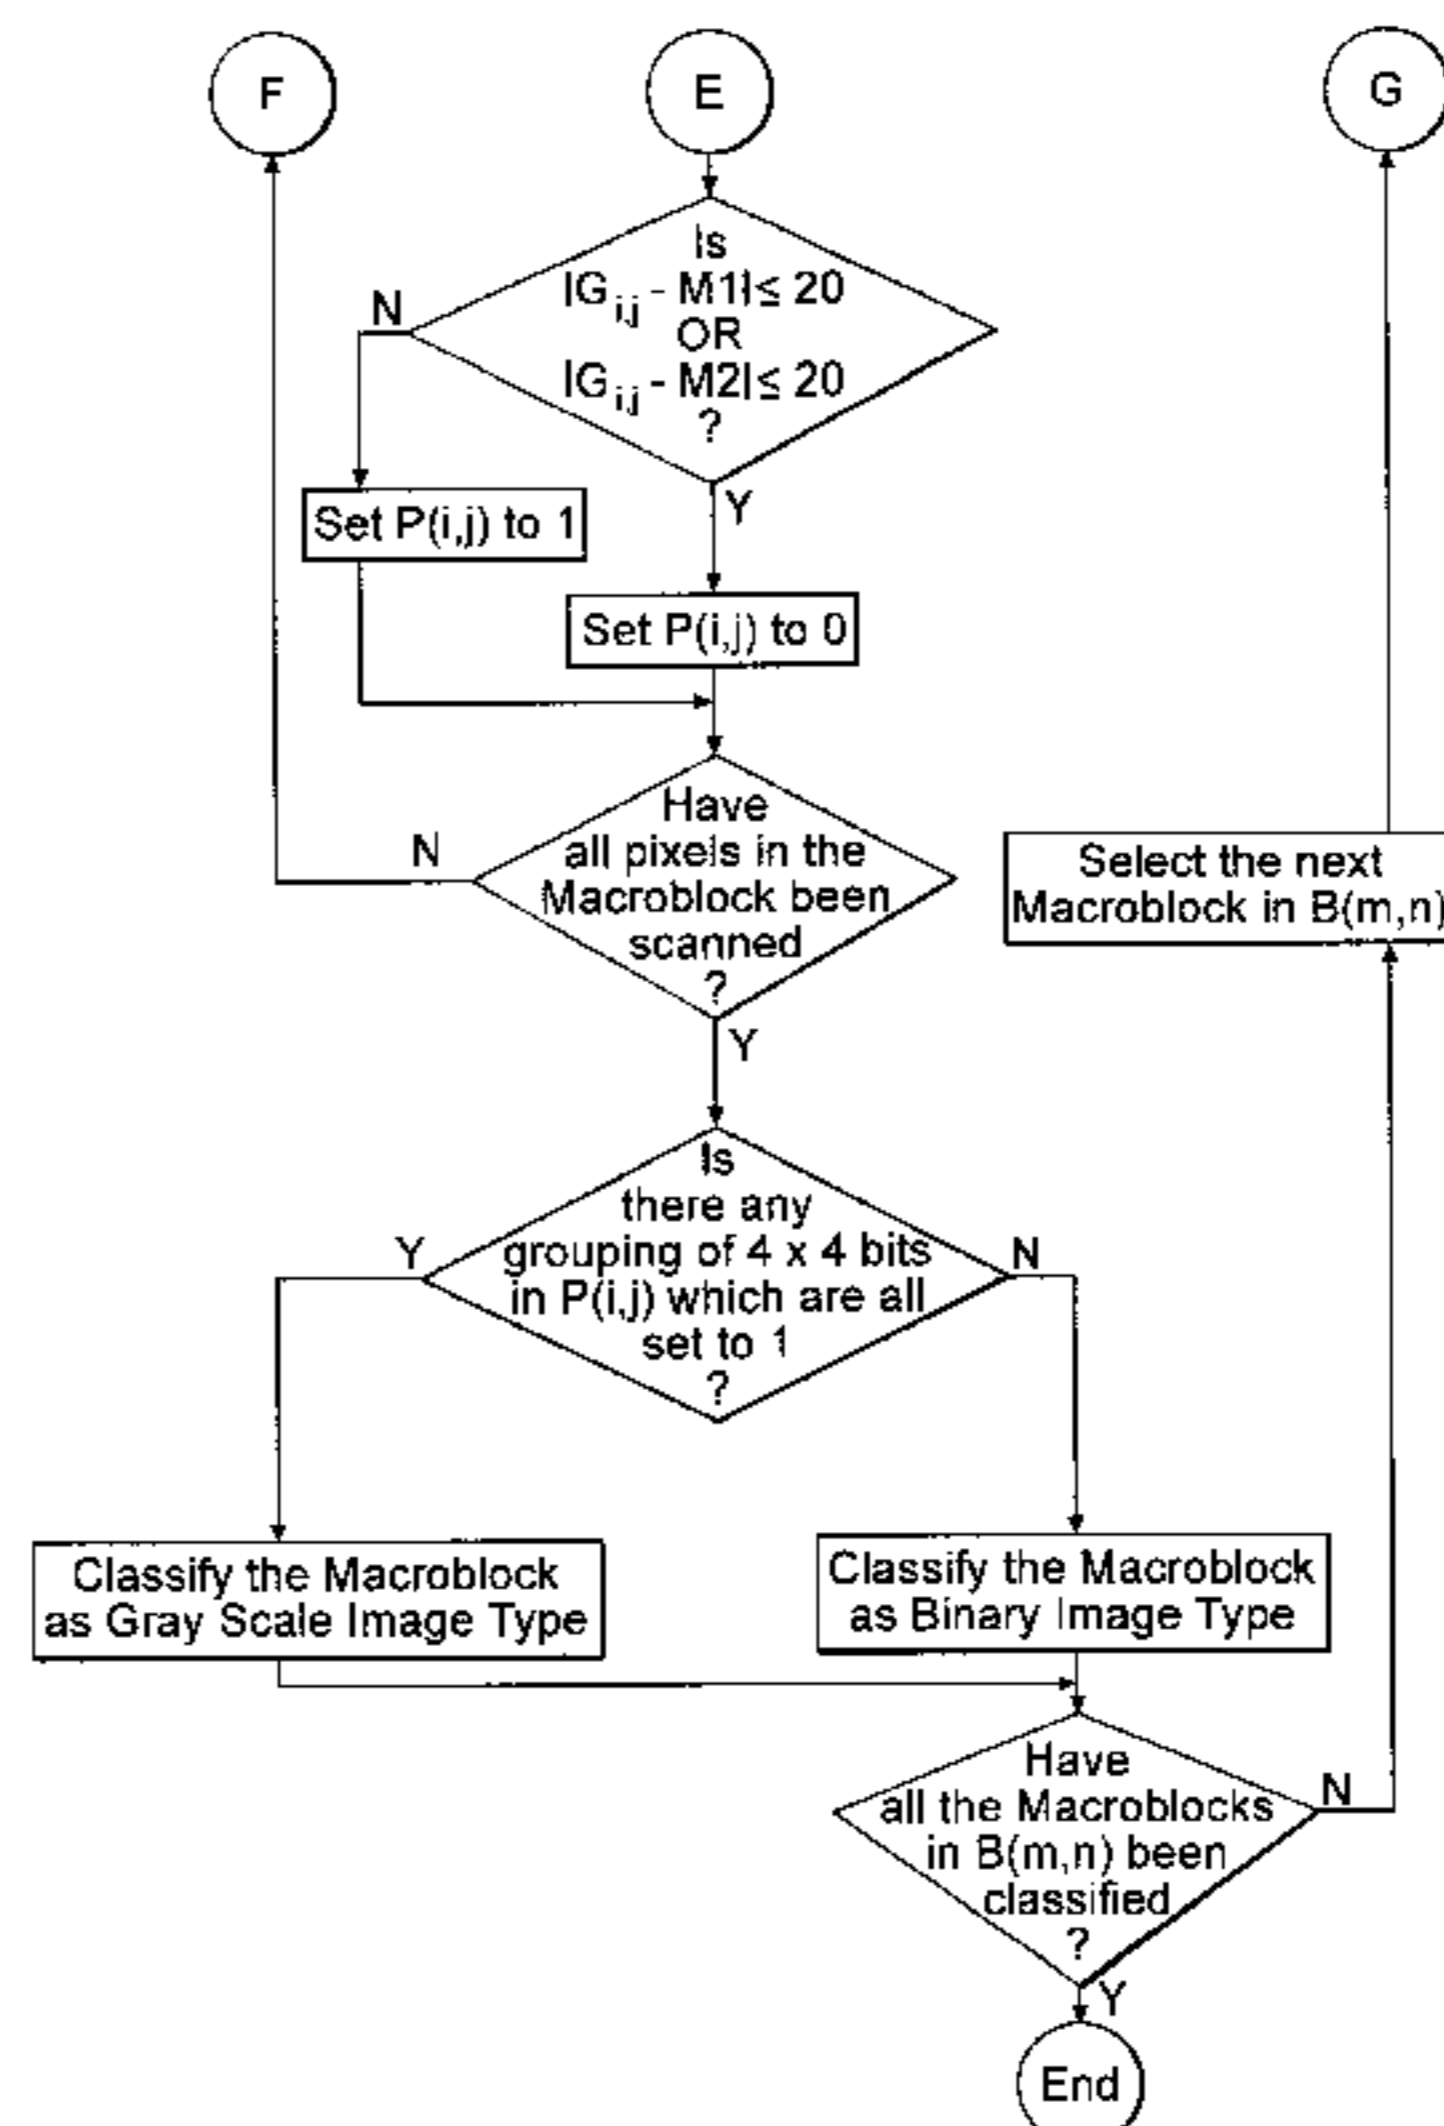 F
E
G
Is
|G i,j - M1| ≤ 20
OR
|G i,j - M2| ≤ 20
?
N
Y
Set P(i,j) to 1
Set P(i,j) to 0
Have
all pixels in the
Macroblock been
scanned
?
N
Y
Select the next
Macroblock in B(m,n)
Is
there any
grouping of 4 x 4 bits
in P(i,j) which are all
set to 1
?
Y
N
Classify the Macroblock
as Gray Scale Image Type
Classify the Macroblock
as Binary Image Type
Have
all the Macroblocks
in B(m,n) been
classified
?
N
Y
End